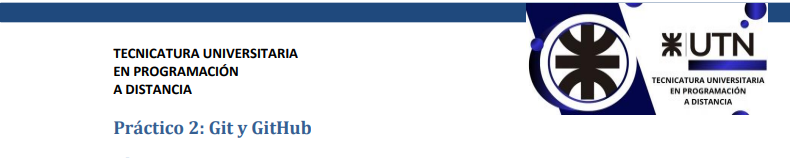 TECNICATURA UNIVERSITARIA
EN PROGRAMACIÓN
A DISTANCIA
Práctico 2: Git y GitHub
UTN
TECNICATURA UNIVERSITARIA
EN PROGRAMACIÓN
A DISTANCIA